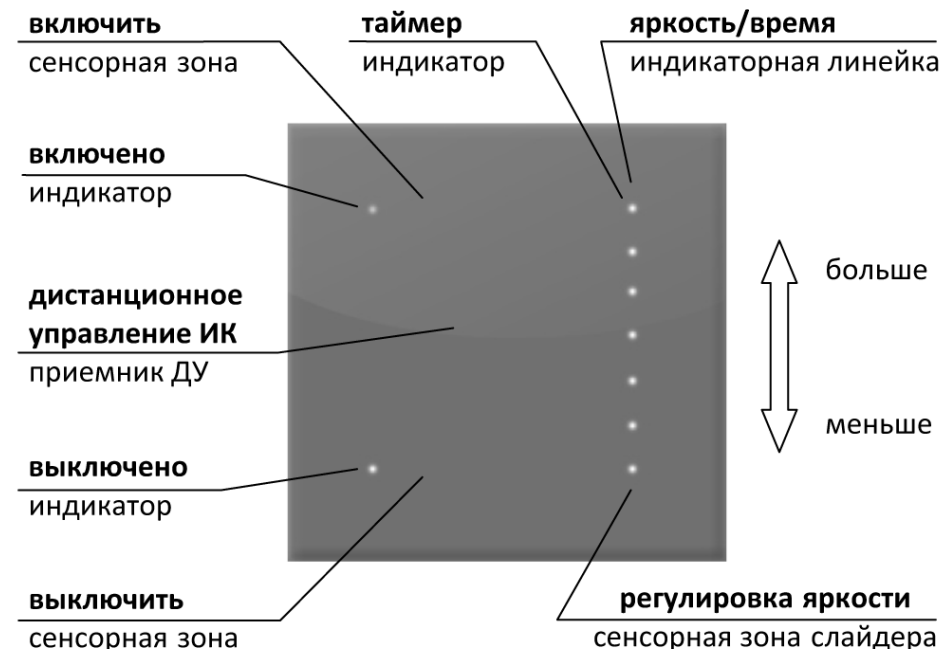 включить
сенсорная зона
таймер
индикатор
яркость/время
индикаторная линейка
включено
индикатор
больше
дистанционное
управление ИК
приемник ДУ
меньше
выключено
индикатор
выключить
сенсорная зона
регулировка яркости
сенсорная зона слайдера